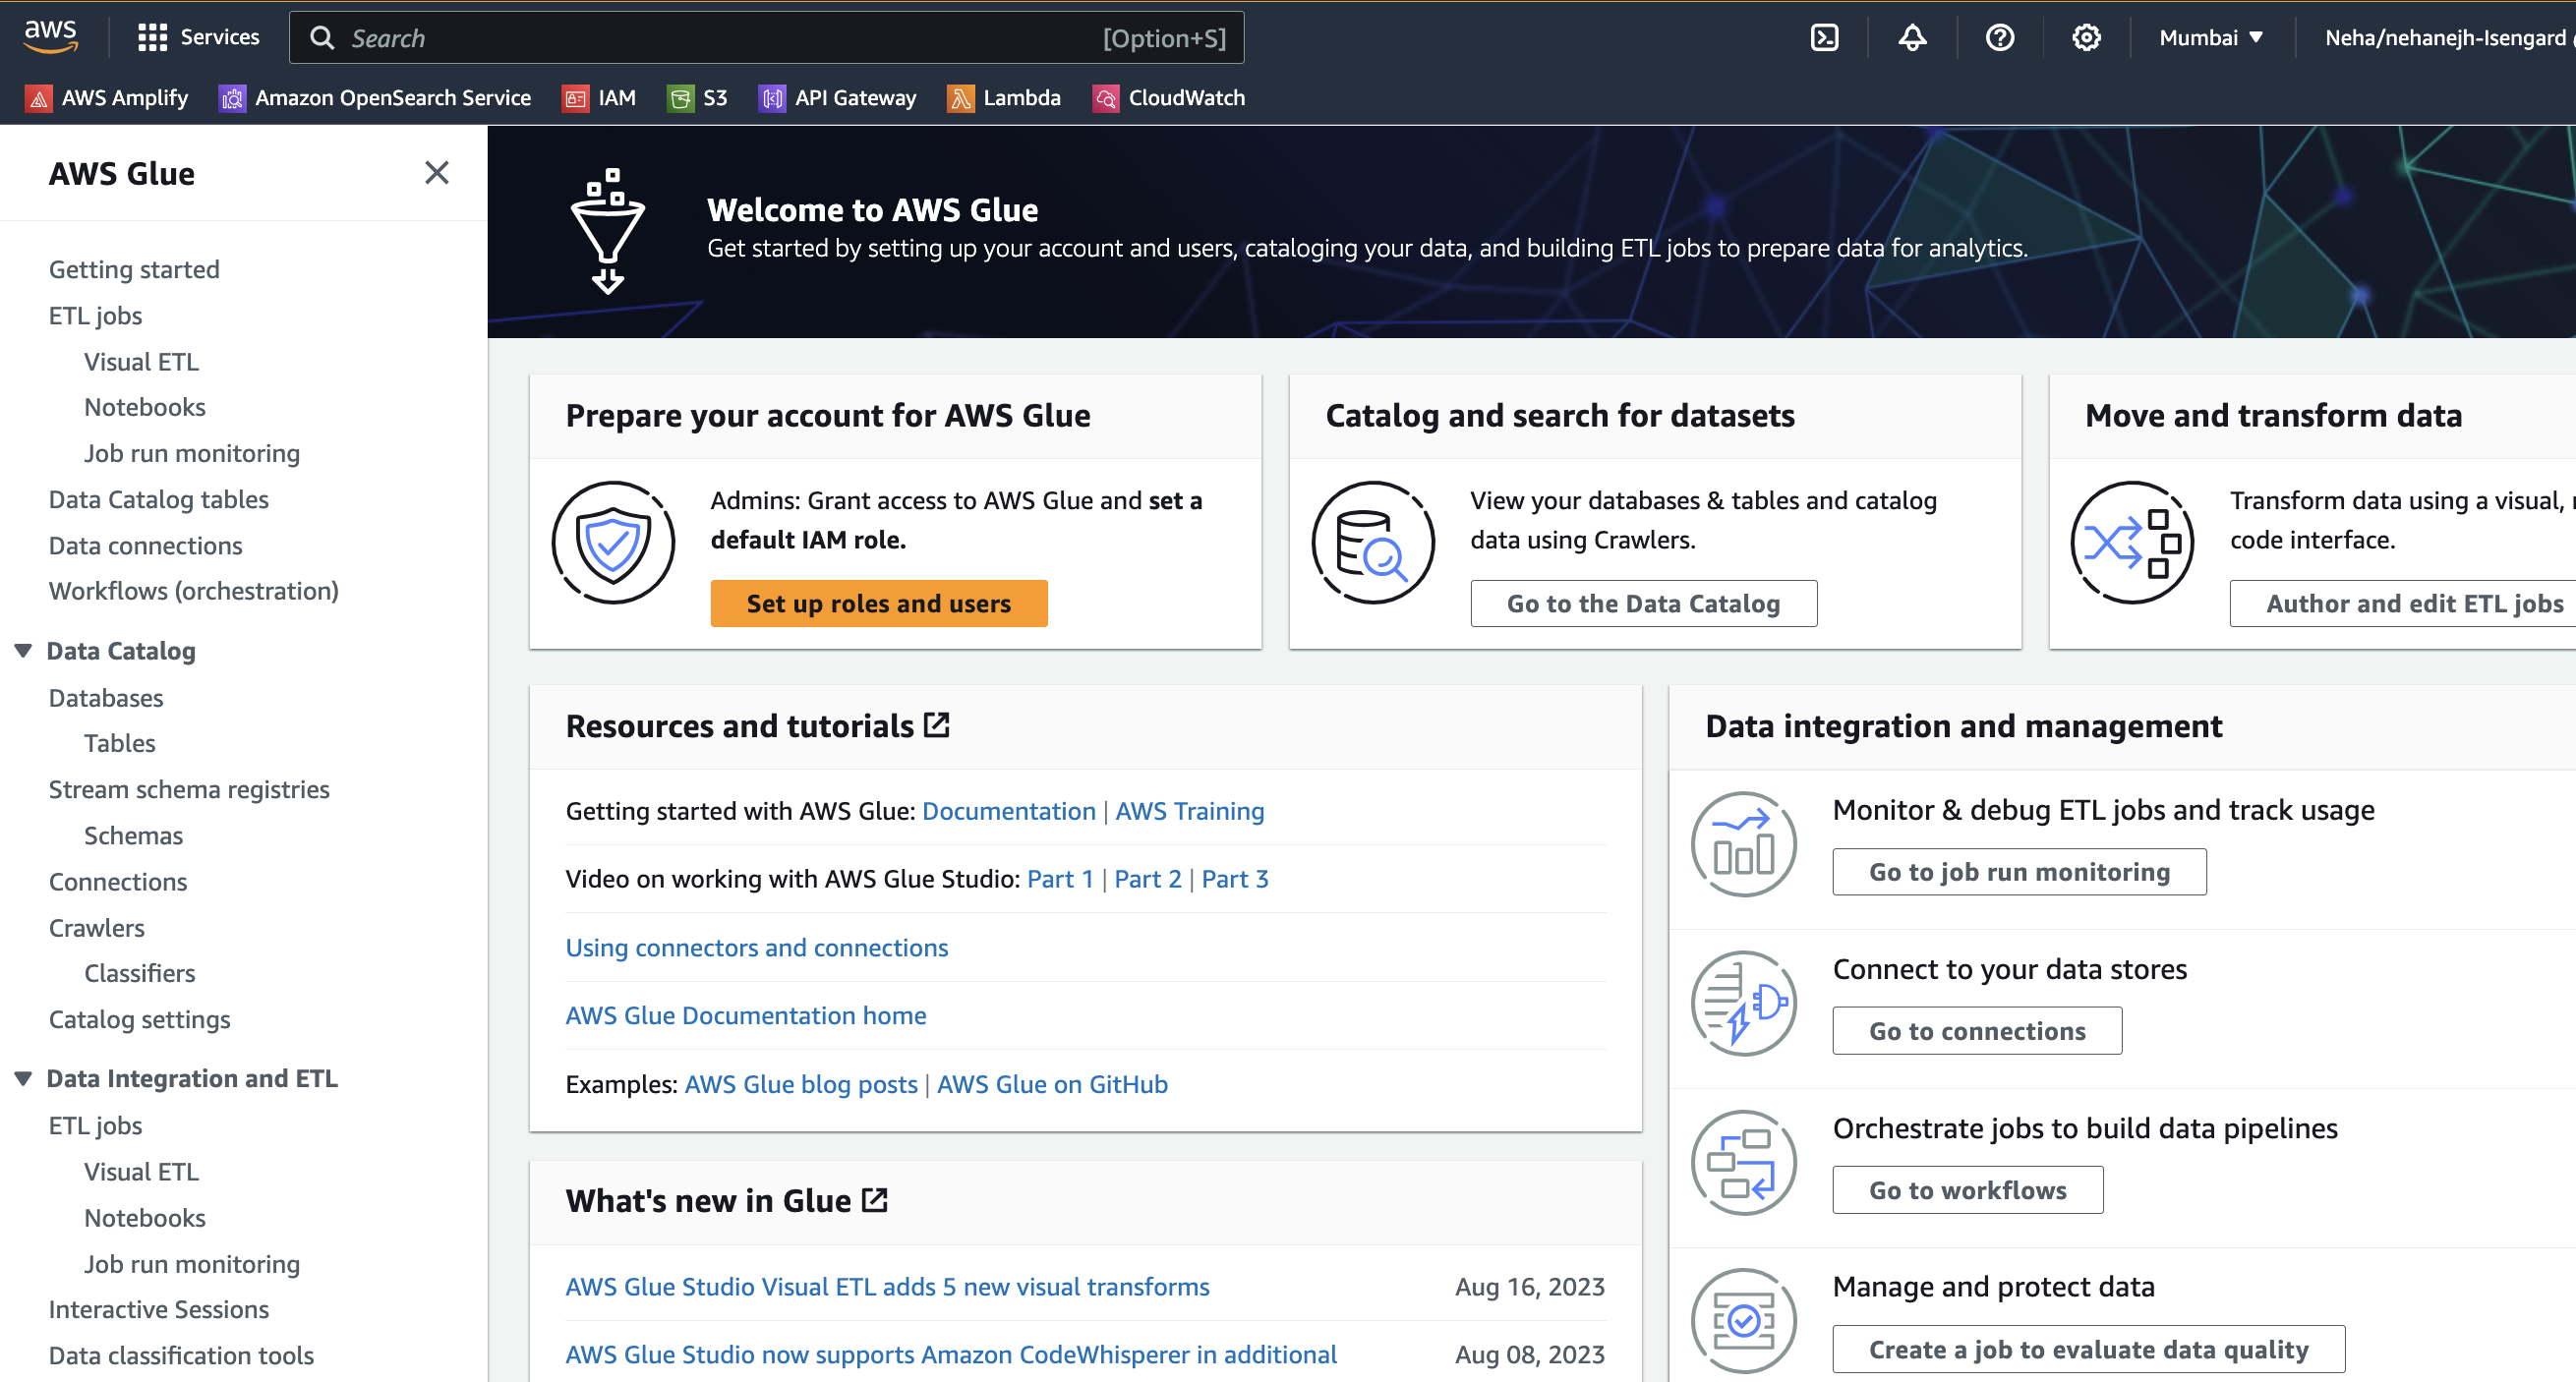 aws
Services
Search
[Option+S]
Mumbai
Neha/nehanejh-Isengard
AWS Amplify
Amazon OpenSearch Service
IAM
S3
API Gateway
Lambda
CloudWatch
AWS Glue
Getting started
ETL jobs
Visual ETL
Notebooks
Job run monitoring
Data Catalog tables
Data connections
Workflows (orchestration)
Data Catalog
Databases
Tables
Stream schema registries
Schemas
Connections
Crawlers
Classifiers
Catalog settings
Data Integration and ETL
ETL jobs
Visual ETL
Notebooks
Job run monitoring
Interactive Sessions
Data classification tools
Welcome to AWS Glue
Get started by setting up your account and users, cataloging your data, and building ETL jobs to prepare data for analytics.
Prepare your account for AWS Glue
Admins: Grant access to AWS Glue and set a
default IAM role.
Set up roles and users
Catalog and search for datasets
View your databases & tables and catalog
data using Crawlers.
Go to the Data Catalog
Move and transform data
Transform data using a visual,
code interface.
Author and edit ETL jobs
Resources and tutorials
Getting started with AWS Glue: Documentation | AWS Training
Video on working with AWS Glue Studio: Part 1 | Part 2 | Part 3
Using connectors and connections
AWS Glue Documentation home
Examples: AWS Glue blog posts | AWS Glue on GitHub
What's new in Glue
AWS Glue Studio Visual ETL adds 5 new visual transforms
Aug 16, 2023
AWS Glue Studio now supports Amazon CodeWhisperer in additional
Aug 08, 2023
Data integration and management
Monitor & debug ETL jobs and track usage
Go to job run monitoring
Connect to your data stores
Go to connections
Orchestrate jobs to build data pipelines
Go to workflows
Manage and protect data
Create a job to evaluate data quality